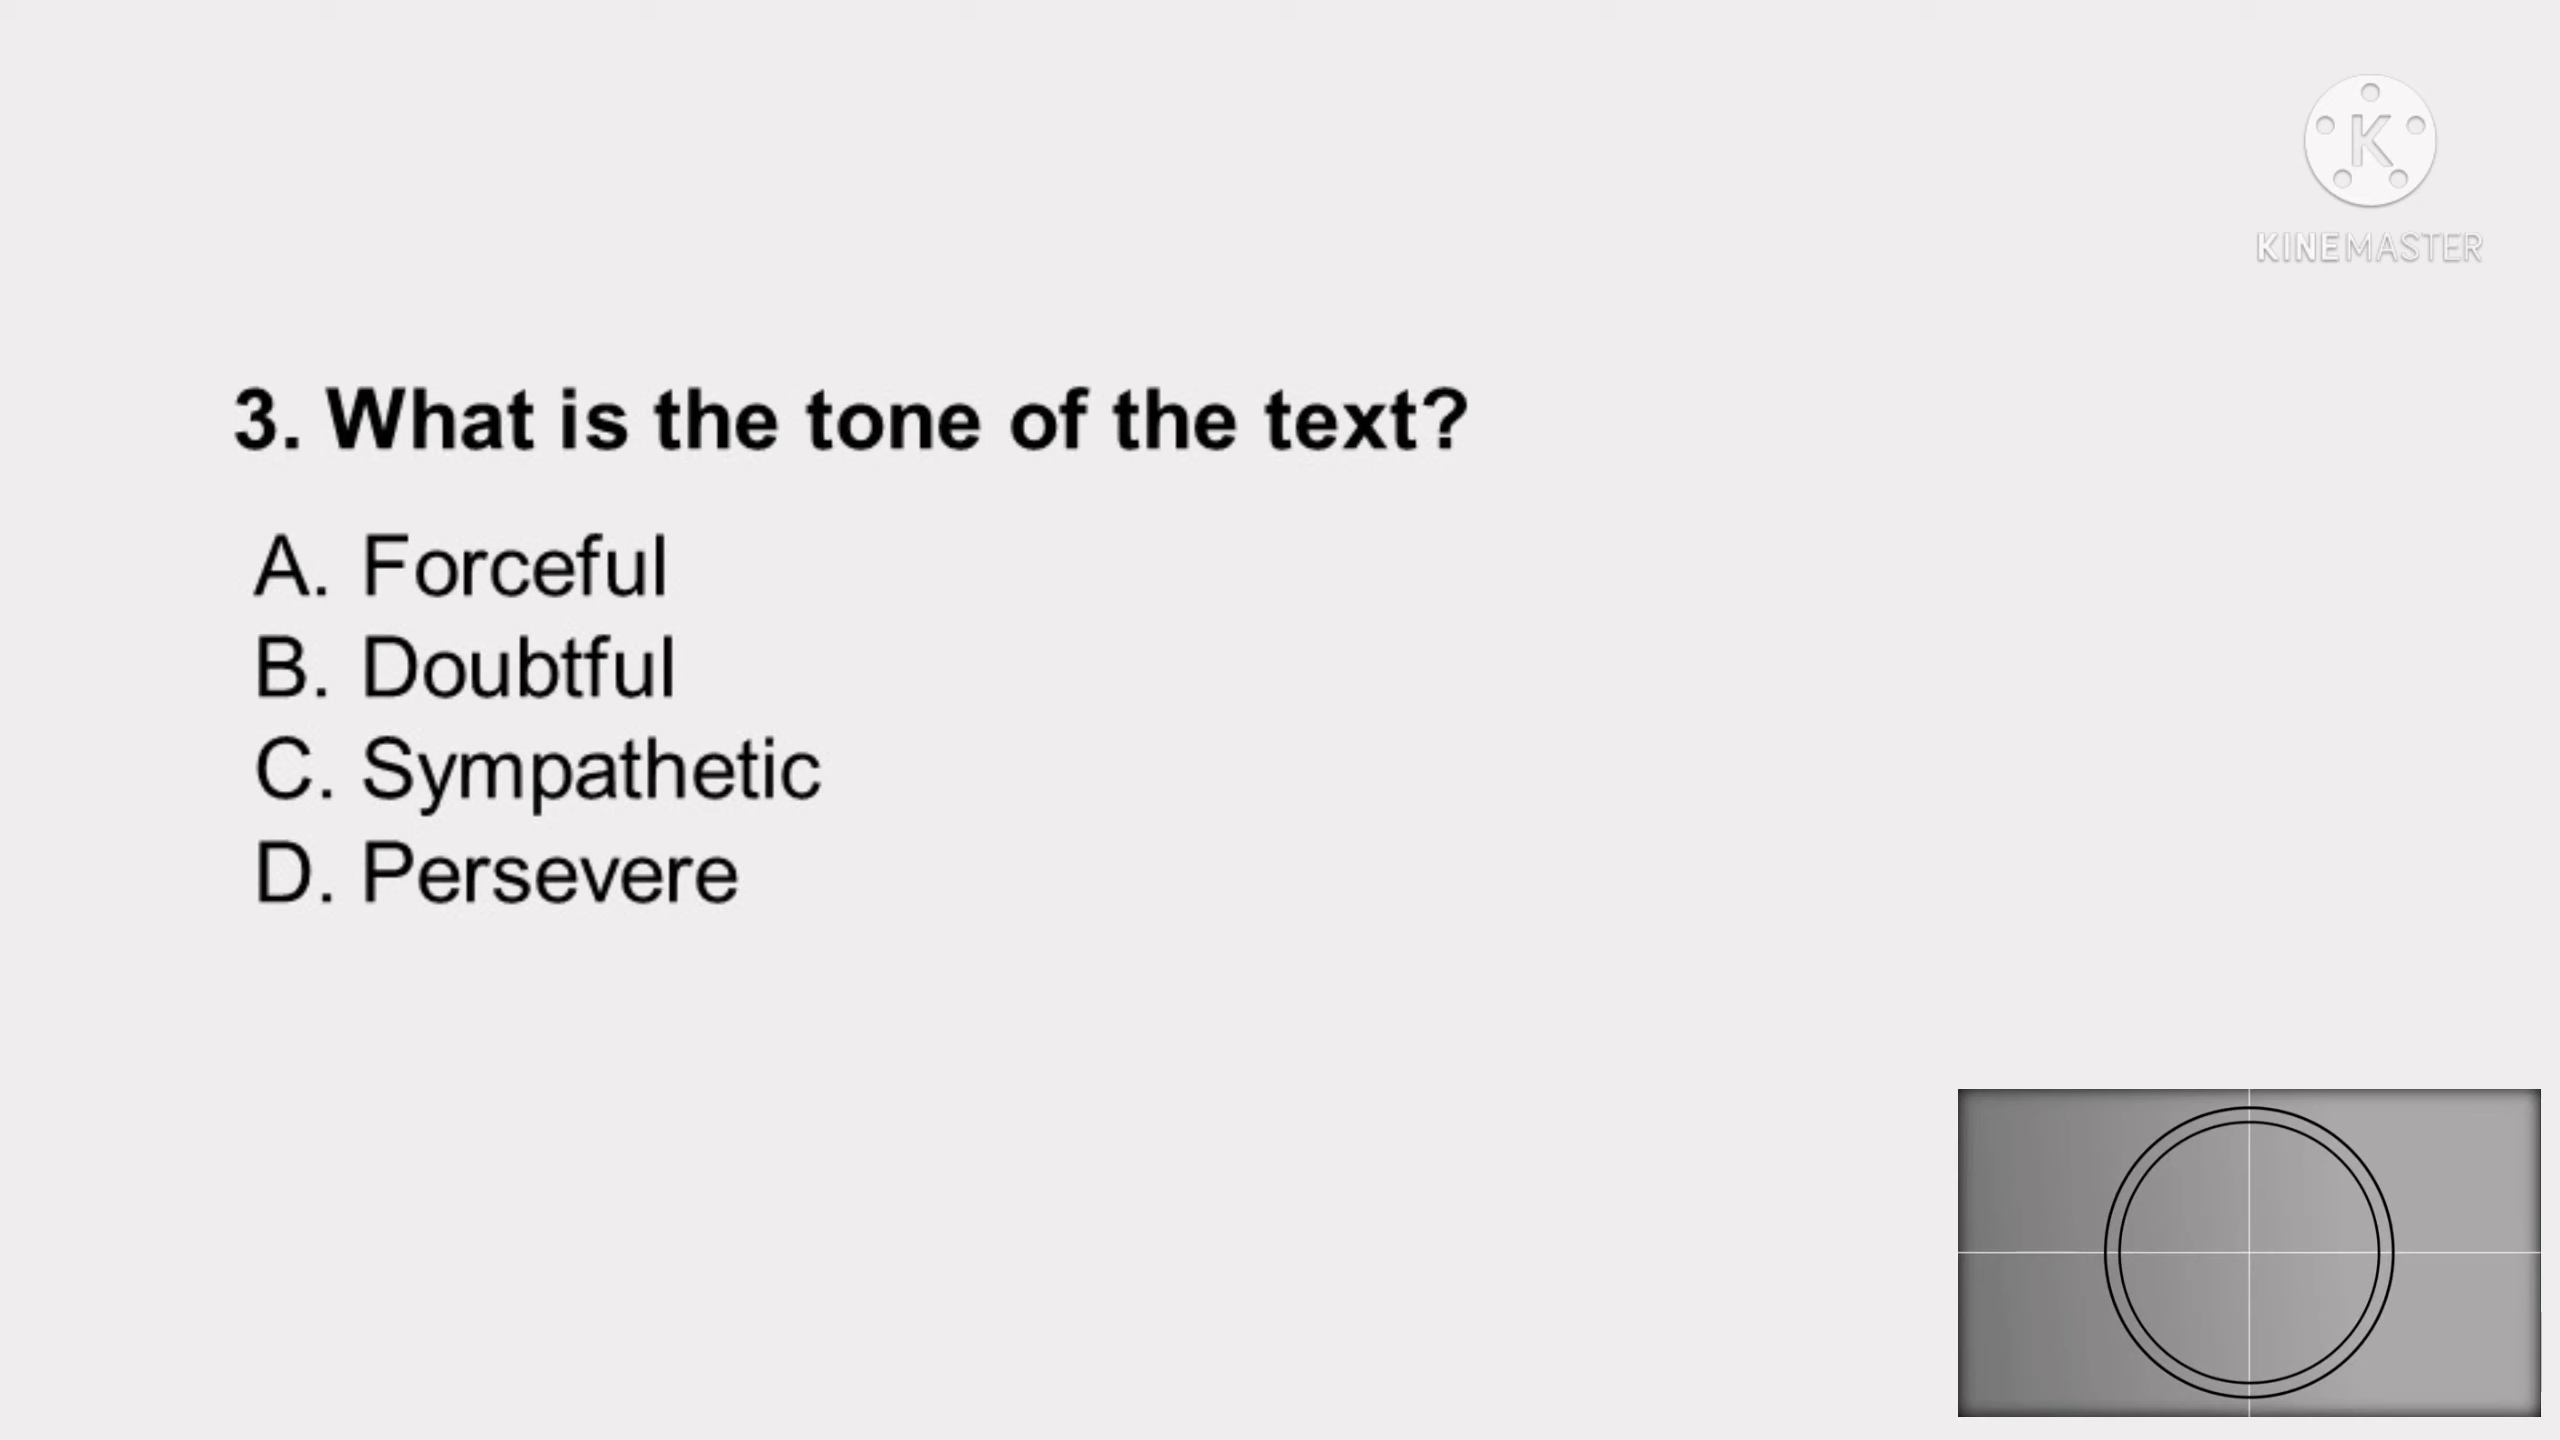 K
KINEMASTER
3. What is the tone of the text?
A. Forceful
B. Doubtful
C. Sympathetic
D. Persevere